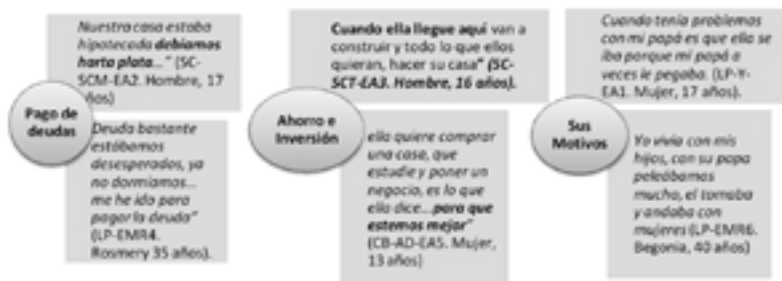 Nuestra casa estaba
hipotecada debíamos
harta plata..." (SC-
SCM-EA2. Hombre, 17
años)
Pago de
deudas
Deuda bastante
estábamos
desesperados, ya
no dormíamos...
me he ido para
pagar la deuda"
(LP-EMR4.
Rosmery 35 años).
Cuando ella llegue aquí van a
construir y todo lo que ellos
quieran, hacer su casa" (SC-
SCT-EA3. Hombre, 16 años).
Ahorro e
Inversión
ella quiere comprar
una casa, que
estudie y poner un
negocio, es lo que
ella dice...para que
estemos mejor"
(CB-AD-EA5. Mujer,
13 años)
Cuando tenía problemas
con mi papá es que ella se
iba porque mi papá a
veces le pegaba. (LP-Y-
EA1. Mujer, 17 años).
Sus
Motivos
Yo vivía con mis
hijos, con su papa
peleábamos
mucho, el tomaba
y andaba con
mujeres (LP-EMR6.
Begonia, 40 años)